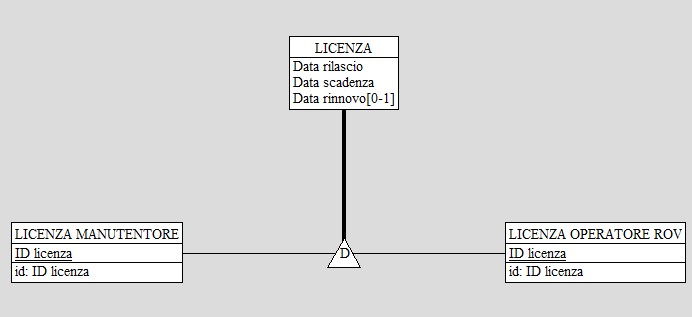 LICENZA
Data rilascio
Data scadenza
Data rinnovo[0-1]
LICENZA MANUTENTORE
ID licenza
id: ID licenza
D
LICENZA OPERATORE ROV
ID licenza
id: ID licenza